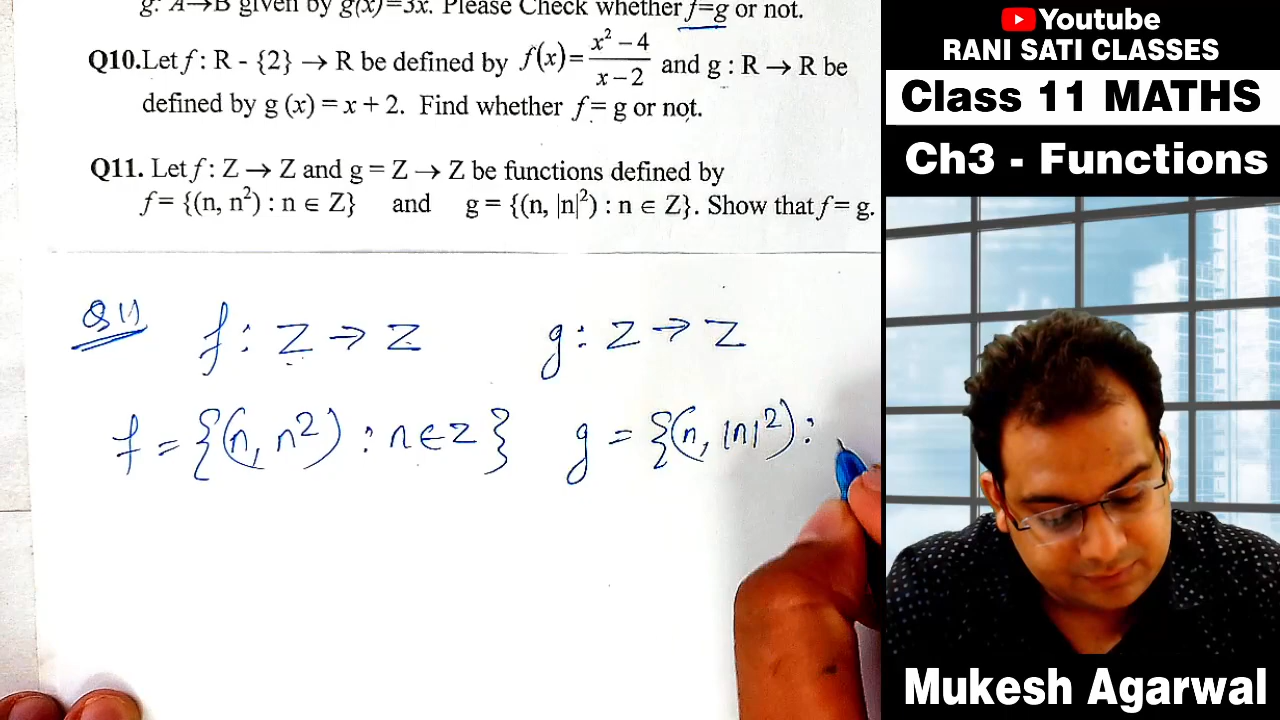 g: A→B given by g(x)=3x. Please Check whether f=g or not.
Q10.Let f : R - {2} → R be defined by f(x)= x² – 4 / x – 2 and g : R → R be
defined by g (x) = x + 2. Find whether f = g or not.
Q11. Let f : Z → Z and g = Z → Z be functions defined by
f = {(n, n²) : n ∈ Z} and g = {(n, |n|²) : n ∈ Z}. Show that f = g.
Q 11 f : Z → Z g : Z → Z
f = {(n, n²) : n ∈ Z } g = {(n, |n|²) :
Youtube
RANI SATI CLASSES
Class 11 MATHS
Ch3 - Functions
Mukesh Agarwal